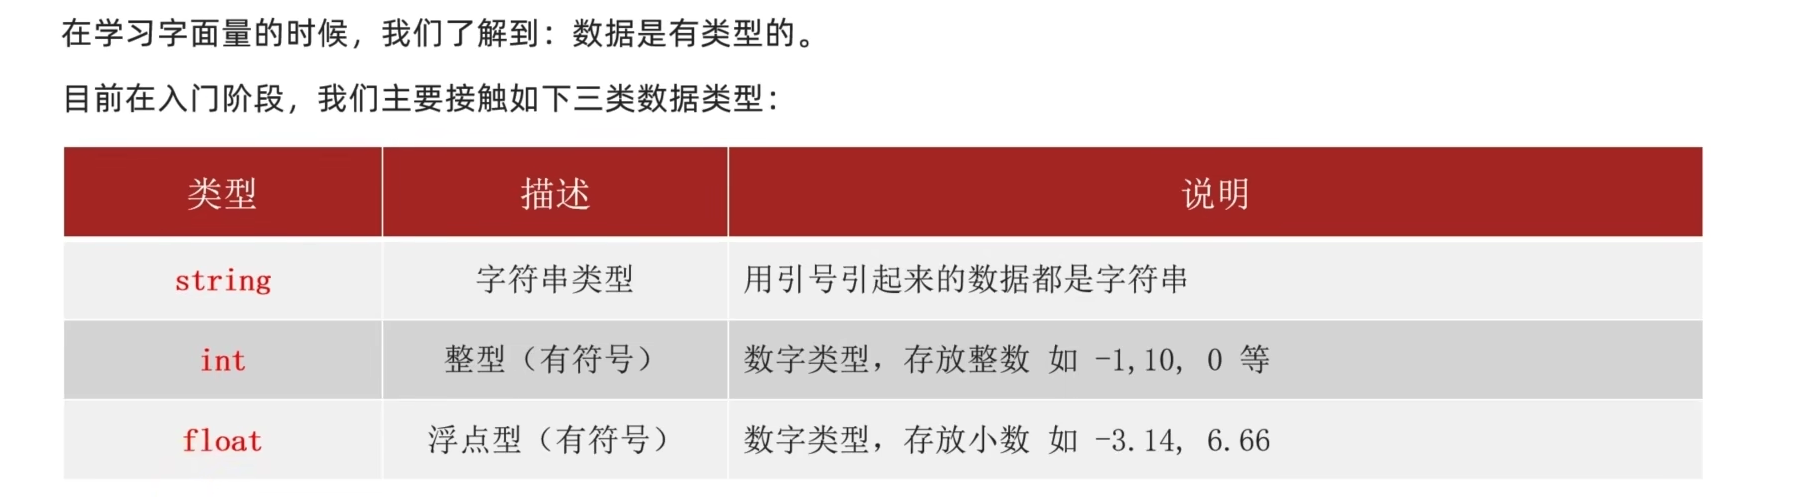 在学习字面量的时候，我们了解到：数据是有类型的。
目前在入门阶段，我们主要接触如下三类数据类型：
类型 描述 说明
string 字符串类型 用引号引起来的数据都是字符串
int 整型（有符号） 数字类型，存放整数 如 -1,10, 0 等
float 浮点型（有符号） 数字类型，存放小数 如 -3.14, 6.66